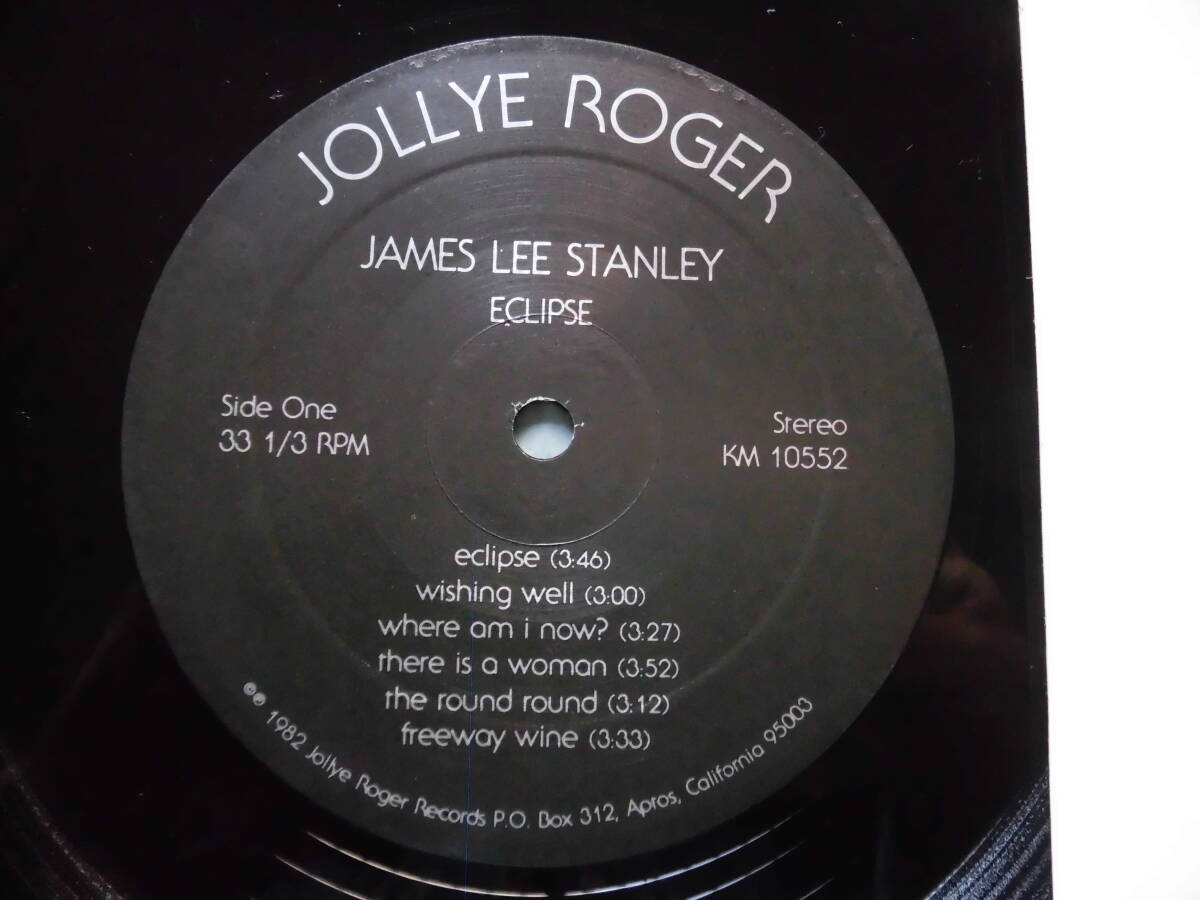 JOLLYE ROGER
JAMES LEE STANLEY
ECLIPSE
Side One
33 1/3 RPM
Stereo
KM 10552
eclipse (3:46)
wishing well (3:00)
where am i now? (3:27)
there is a woman (3:52)
the round round (3:12)
freeway wine (3:33)
©℗ 1982 Jollye Roger Records P.O. Box 312, Apros, California 95003